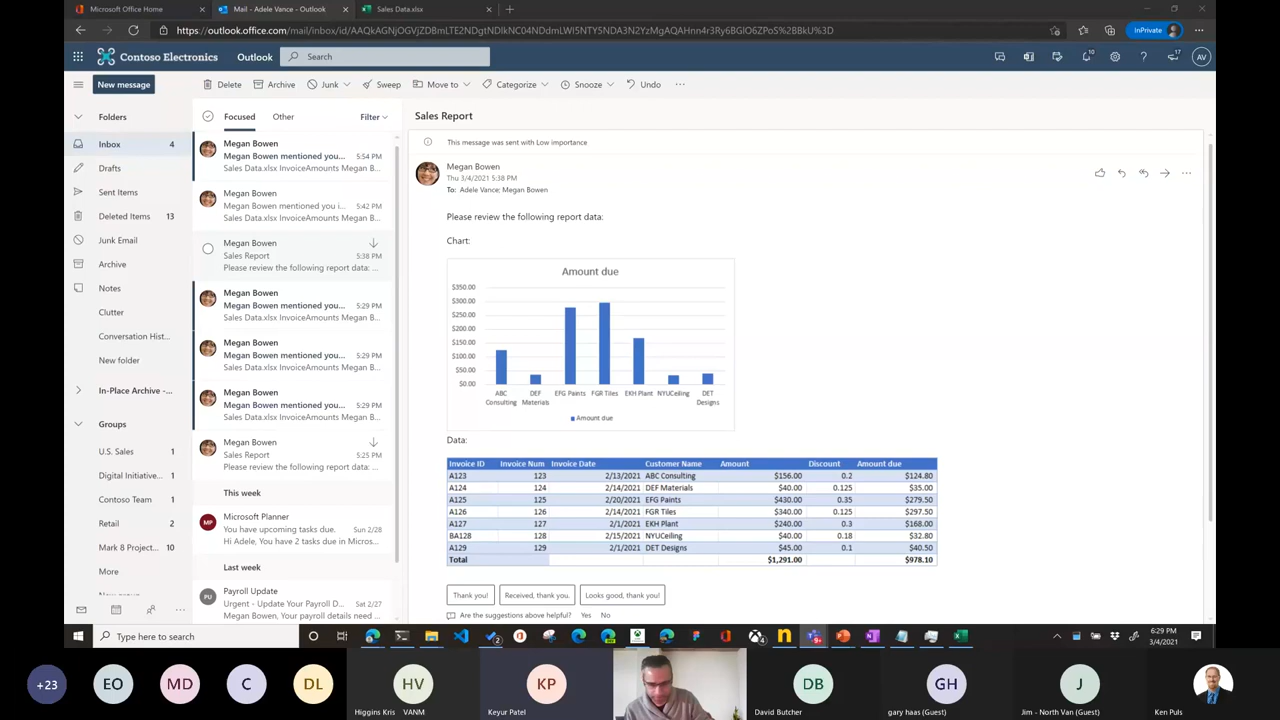 Microsoft Office Home
Mail - Adele Vance - Outlook
Sales Data.xlsx
https://outlook.office.com/mail/inbox/id/AAQkAGNjOGVjZDBmLTE2NDgtNDlkNC04NDdmLWI5NTY5NDA3N2YzMgAQAHnn4r3Ry6BGlO6ZPoS%2BBkU%3D
InPrivate
Contoso Electronics
Outlook
Search
10
17
AV
New message
Delete
Archive
Junk
Sweep
Move to
Categorize
Snooze
Undo
Folders
Inbox 4
Drafts
Sent Items
Deleted Items 13
Junk Email
Archive
Notes
Clutter
Conversation Hist...
New folder
In-Place Archive -...
Groups
U.S. Sales 1
Digital Initiative... 1
Contoso Team 1
Retail 2
Mark 8 Project... 10
More
Focused
Other
Filter
Megan Bowen
Megan Bowen mentioned you... 5:54 PM
Sales Data.xlsx InvoiceAmounts Megan B...
Megan Bowen
Megan Bowen mentioned you i... 5:42 PM
Sales Data.xlsx InvoiceAmounts Megan B...
Megan Bowen
Sales Report 5:38 PM
Please review the following report data: ...
Megan Bowen
Megan Bowen mentioned you... 5:29 PM
Sales Data.xlsx InvoiceAmounts Megan B...
Megan Bowen
Megan Bowen mentioned you... 5:29 PM
Sales Data.xlsx InvoiceAmounts Megan B...
Megan Bowen
Megan Bowen mentioned you... 5:29 PM
Sales Data.xlsx InvoiceAmounts Megan B...
Megan Bowen
Sales Report 5:25 PM
Please review the following report data: ...
This week
MP
Microsoft Planner
You have upcoming tasks due. Sun 2/28
Hi Adele, You have 2 tasks due in Micros...
Last week
PU
Payroll Update
Urgent - Update Your Payroll D... Sat 2/27
Megan Bowen, Your payroll details need ...
Sales Report
This message was sent with Low importance
Megan Bowen
Thu 3/4/2021 5:38 PM
To: Adele Vance; Megan Bowen
Please review the following report data:
Chart:
Amount due
$350.00
$300.00
$250.00
$200.00
$150.00
$100.00
$50.00
$0.00
ABC Consulting
DEF Materials
EFG Paints
FGR Tiles
EKH Plant
NYUCeiling
DET Designs
Amount due
Data:
Invoice ID Invoice Num Invoice Date Customer Name Amount Discount Amount due
A123 123 2/13/2021 ABC Consulting $156.00 0.2 $124.80
A124 124 2/14/2021 DEF Materials $40.00 0.125 $35.00
A125 125 2/20/2021 EFG Paints $430.00 0.35 $279.50
A126 126 2/14/2021 FGR Tiles $340.00 0.125 $297.50
A127 127 2/1/2021 EKH Plant $240.00 0.3 $168.00
BA128 128 2/15/2021 NYUCeiling $40.00 0.18 $32.80
A129 129 2/1/2021 DET Designs $45.00 0.1 $40.50
Total $1,291.00 $978.10
Thank you!
Received, thank you.
Looks good, thank you!
Are the suggestions above helpful? Yes No
Type here to search
6:29 PM
3/4/2021
+23
EO
MD
C
DL
HV
Higgins Kris VANM
KP
Keyur Patel
DB
David Butcher
GH
gary haas (Guest)
J
Jim - North Van (Guest)
Ken Puls